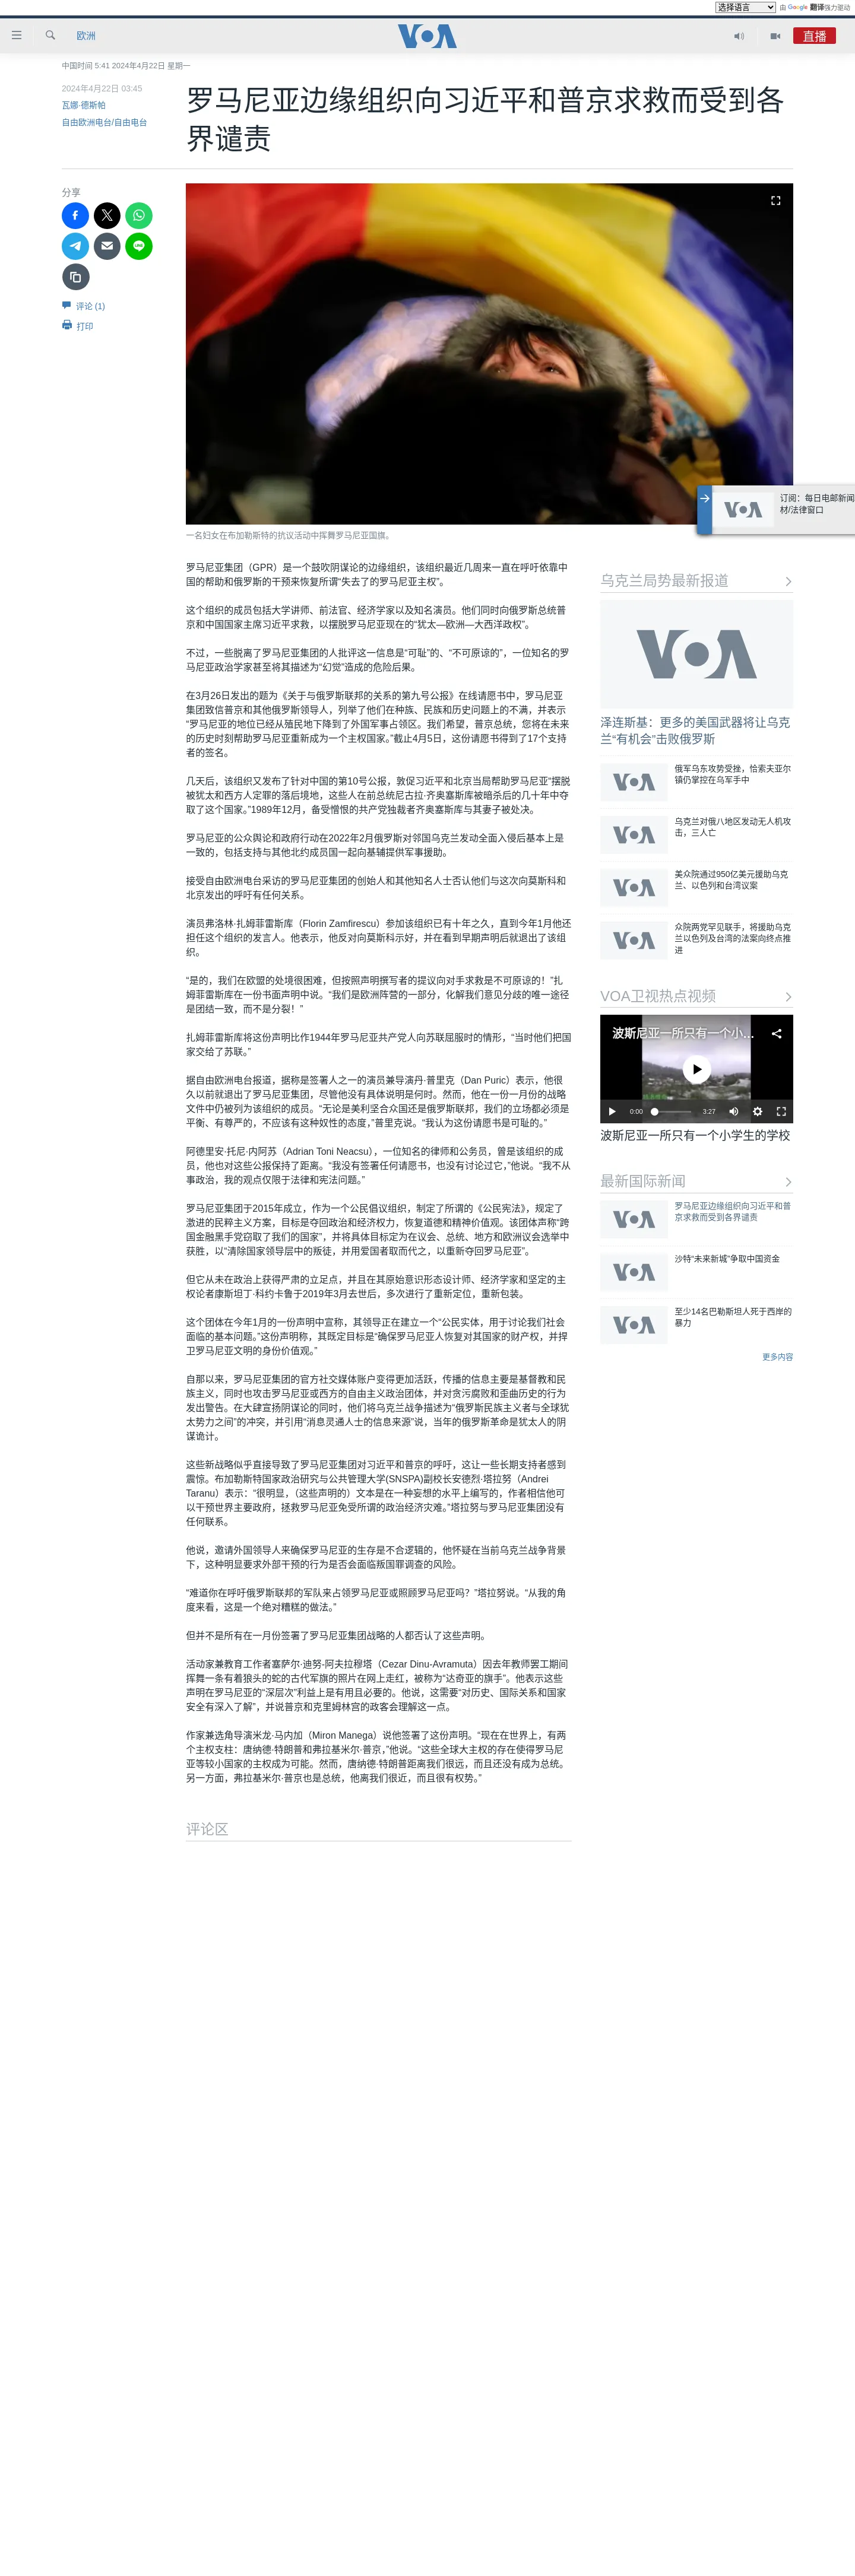 选择语言 由 Google 翻译强力驱动
欧洲
VOA
直播
中国时间 5:41 2024年4月22日 星期一
2024年4月22日 03:45
瓦娜·德斯帕
自由欧洲电台/自由电台
罗马尼亚边缘组织向习近平和普京求救而受到各
界谴责
分享
评论 (1)
打印
一名妇女在布加勒斯特的抗议活动中挥舞罗马尼亚国旗。
订阅：每日电邮新闻
材/法律窗口
罗马尼亚集团（GPR）是一个鼓吹阴谋论的边缘组织，该组织最近几周来一直在呼吁依靠中
国的帮助和俄罗斯的干预来恢复所谓“失去了的罗马尼亚主权”。
这个组织的成员包括大学讲师、前法官、经济学家以及知名演员。他们同时向俄罗斯总统普
京和中国国家主席习近平求救，以摆脱罗马尼亚现在的“犹太—欧洲—大西洋政权”。
不过，一些脱离了罗马尼亚集团的人批评这一信息是“可耻”的、“不可原谅的”，一位知名的罗
马尼亚政治学家甚至将其描述为“幻觉”造成的危险后果。
在3月26日发出的题为《关于与俄罗斯联邦的关系的第九号公报》在线请愿书中，罗马尼亚
集团致信普京和其他俄罗斯领导人，列举了他们在种族、民族和历史问题上的不满，并表示
“罗马尼亚的地位已经从殖民地下降到了外国军事占领区。我们希望，普京总统，您将在未来
的历史时刻帮助罗马尼亚重新成为一个主权国家。”截止4月5日，这份请愿书得到了17个支持
者的签名。
几天后，该组织又发布了针对中国的第10号公报，敦促习近平和北京当局帮助罗马尼亚“摆脱
被犹太和西方人定罪的落后境地，这些人在前总统尼古拉·齐奥塞斯库被暗杀后的几十年中夺
取了这个国家。”1989年12月，备受憎恨的共产党独裁者齐奥塞斯库与其妻子被处决。
罗马尼亚的公众舆论和政府行动在2022年2月俄罗斯对邻国乌克兰发动全面入侵后基本上是
一致的，包括支持与其他北约成员国一起向基辅提供军事援助。
接受自由欧洲电台采访的罗马尼亚集团的创始人和其他知名人士否认他们与这次向莫斯科和
北京发出的呼吁有任何关系。
演员弗洛林·扎姆菲雷斯库（Florin Zamfirescu）参加该组织已有十年之久，直到今年1月他还
担任这个组织的发言人。他表示，他反对向莫斯科示好，并在看到早期声明后就退出了该组
织。
“是的，我们在欧盟的处境很困难，但按照声明撰写者的提议向对手求救是不可原谅的！”扎
姆菲雷斯库在一份书面声明中说。“我们是欧洲阵营的一部分，化解我们意见分歧的唯一途径
是团结一致，而不是分裂！”
扎姆菲雷斯库将这份声明比作1944年罗马尼亚共产党人向苏联屈服时的情形，“当时他们把国
家交给了苏联。”
据自由欧洲电台报道，据称是签署人之一的演员兼导演丹·普里克（Dan Puric）表示，他很
久以前就退出了罗马尼亚集团，尽管他没有具体说明是何时。然而，他在一份一月份的战略
文件中仍被列为该组织的成员。“无论是美利坚合众国还是俄罗斯联邦，我们的立场都必须是
平衡、有尊严的，不应该有这种奴性的态度，”普里克说。“我认为这份请愿书是可耻的。”
阿德里安·托尼·内阿苏（Adrian Toni Neacsu），一位知名的律师和公务员，曾是该组织的成
员，他也对这些公报保持了距离。“我没有签署任何请愿书，也没有讨论过它，”他说。“我不从
事政治，我的观点仅限于法律和宪法问题。”
罗马尼亚集团于2015年成立，作为一个公民倡议组织，制定了所谓的《公民宪法》，规定了
激进的民粹主义方案，目标是夺回政治和经济权力，恢复道德和精神价值观。该团体声称“跨
国金融黑手党窃取了我们的国家”，并将具体目标定为在议会、总统、地方和欧洲议会选举中
获胜，以“清除国家领导层中的叛徒，并用爱国者取而代之，以重新夺回罗马尼亚”。
但它从未在政治上获得严肃的立足点，并且在其原始意识形态设计师、经济学家和坚定的主
权论者康斯坦丁·科约卡鲁于2019年3月去世后，多次进行了重新定位，重新包装。
这个团体在今年1月的一份声明中宣称，其领导正在建立一个“公民实体，用于讨论我们社会
面临的基本问题。”这份声明称，其既定目标是“确保罗马尼亚人恢复对其国家的财产权，并捍
卫罗马尼亚文明的身份价值观。”
自那以来，罗马尼亚集团的官方社交媒体账户变得更加活跃，传播的信息主要是基督教和民
族主义，同时也攻击罗马尼亚或西方的自由主义政治团体，并对贪污腐败和歪曲历史的行为
发出警告。在大肆宣扬阴谋论的同时，他们将乌克兰战争描述为“俄罗斯民族主义者与全球犹
太势力之间”的冲突，并引用“消息灵通人士的信息来源”说，当年的俄罗斯革命是犹太人的阴
谋诡计。
这些新战略似乎直接导致了罗马尼亚集团对习近平和普京的呼吁，这让一些长期支持者感到
震惊。布加勒斯特国家政治研究与公共管理大学(SNSPA)副校长安德烈·塔拉努（Andrei
Taranu）表示：“很明显，（这些声明的）文本是在一种妄想的水平上编写的，作者相信他可
以干预世界主要政府，拯救罗马尼亚免受所谓的政治经济灾难。”塔拉努与罗马尼亚集团没有
任何联系。
他说，邀请外国领导人来确保罗马尼亚的生存是不合逻辑的，他怀疑在当前乌克兰战争背景
下，这种明显要求外部干预的行为是否会面临叛国罪调查的风险。
“难道你在呼吁俄罗斯联邦的军队来占领罗马尼亚或照顾罗马尼亚吗？”塔拉努说。“从我的角
度来看，这是一个绝对糟糕的做法。”
但并不是所有在一月份签署了罗马尼亚集团战略的人都否认了这些声明。
活动家兼教育工作者塞萨尔·迪努-阿夫拉穆塔（Cezar Dinu-Avramuta）因去年教师罢工期间
挥舞一条有着狼头的蛇的古代军旗的照片在网上走红，被称为“达奇亚的旗手”。他表示这些
声明在罗马尼亚的“深层次”利益上是有用且必要的。他说，这需要“对历史、国际关系和国家
安全有深入了解”，并说普京和克里姆林宫的政客会理解这一点。
作家兼选角导演米龙·马内加（Miron Manega）说他签署了这份声明。“现在在世界上，有两
个主权支柱：唐纳德·特朗普和弗拉基米尔·普京，”他说。“这些全球大主权的存在使得罗马尼
亚等较小国家的主权成为可能。然而，唐纳德·特朗普距离我们很远，而且还没有成为总统。
另一方面，弗拉基米尔·普京也是总统，他离我们很近，而且很有权势。”
评论区
乌克兰局势最新报道
VOA
泽连斯基：更多的美国武器将让乌克
兰“有机会”击败俄罗斯
VOA
俄军乌东攻势受挫，恰索夫亚尔
镇仍掌控在乌军手中
VOA
乌克兰对俄八地区发动无人机攻
击，三人亡
VOA
美众院通过950亿美元援助乌克
兰、以色列和台湾议案
VOA
众院两党罕见联手，将援助乌克
兰以色列及台湾的法案向终点推
进
VOA卫视热点视频
波斯尼亚一所只有一个小...
0:00
3:27
波斯尼亚一所只有一个小学生的学校
最新国际新闻
VOA
罗马尼亚边缘组织向习近平和普
京求救而受到各界谴责
VOA
沙特“未来新城”争取中国资金
VOA
至少14名巴勒斯坦人死于西岸的
暴力
更多内容